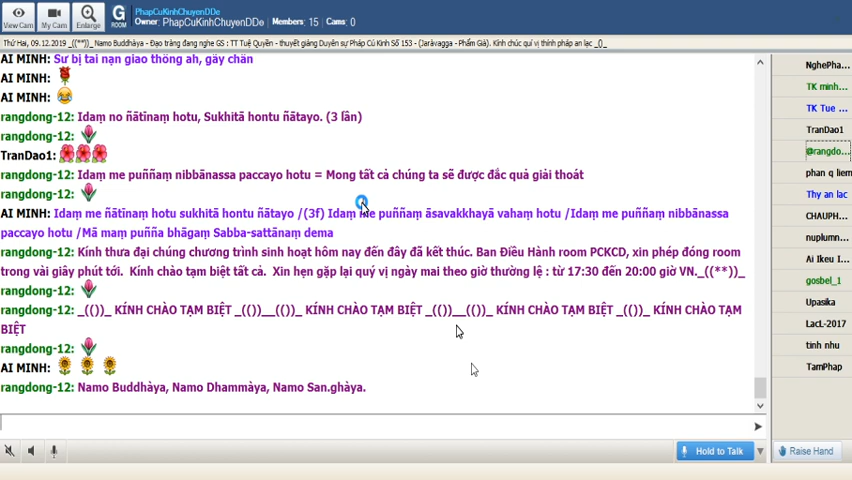 View Cam
My Cam
Enlarge
G
ROOM
PhapCuKinhChuyenDDe
Owner: PhapCuKinhChuyenDDe Members: 15 Cams: 0
Thứ Hai, 09.12.2019 _((**))_ Namo Buddhàya - Đạo tràng đang nghe GS : TT Tuệ Quyền - thuyết giảng Duyên sự Pháp Cú Kinh Số 153 - (Jaràvagga - Phẩm Già). Kính chúc quí vị thính pháp an lạc _()_
AI MINH: Sư bị tai nạn giao thông ah, gãy chân
AI MINH:
AI MINH:
rangdong-12: Idaṃ no ñātīnaṃ hotu, Sukhitā hontu ñātayo. (3 lần)
rangdong-12:
TranDao1:
rangdong-12: Idaṃ me puññaṃ nibbānassa paccayo hotu = Mong tất cả chúng ta sẽ được đắc quả giải thoát
rangdong-12:
AI MINH: Idaṃ me ñātīnaṃ hotu sukhitā hontu ñātayo /(3f) Idaṃ me puññaṃ āsavakkhayā vahaṃ hotu /Idaṃ me puññaṃ nibbānassa
paccayo hotu /Mā maṃ puñña bhāgaṃ Sabba-sattānaṃ dema
rangdong-12: Kính thưa đại chúng chương trình sinh hoạt hôm nay đến đây đã kết thúc. Ban Điều Hành room PCKCD, xin phép đóng room
trong vài giây phút tới. Kính chào tạm biệt tất cả. Xin hẹn gặp lại quý vị ngày mai theo giờ thường lệ : từ 17:30 đến 20:00 giờ VN._((**))_
rangdong-12:
rangdong-12: _(())_ KÍNH CHÀO TẠM BIỆT _(())__(())_ KÍNH CHÀO TẠM BIỆT _(())__(())_ KÍNH CHÀO TẠM BIỆT _(())_ KÍNH CHÀO TẠM
BIỆT
rangdong-12:
AI MINH:
rangdong-12: Namo Buddhàya, Namo Dhammàya, Namo San.ghàya.
NghePha...
TK minh...
TK Tue ...
TranDao1
@rangdo...
phan q liem
Thy an lac
CHAUPH...
nuplumn...
Ai Ikeu I...
gosbel_1
Upasika
LacL-2017
tinh nhu
TamPhap
Hold to Talk
Raise Hand